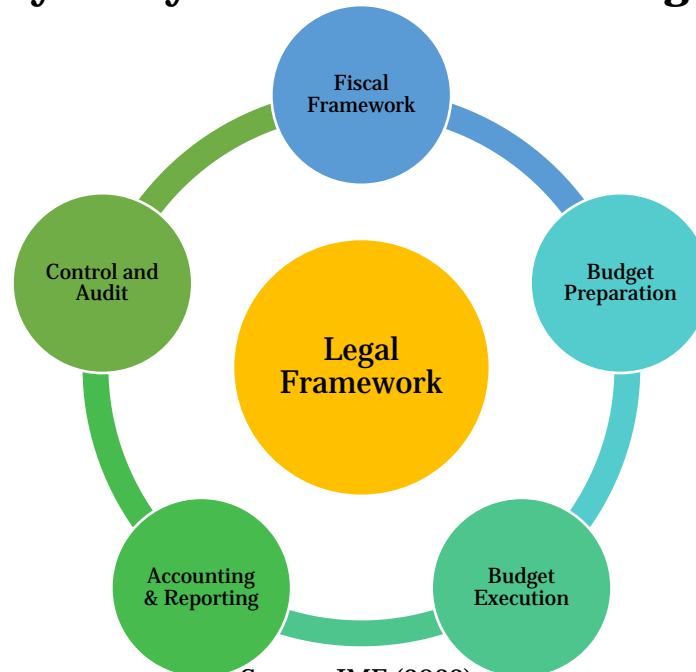 Fiscal
Framework
Control and
Audit
Budget
Preparation
Legal
Framework
Accounting
& Reporting
Budget
Execution